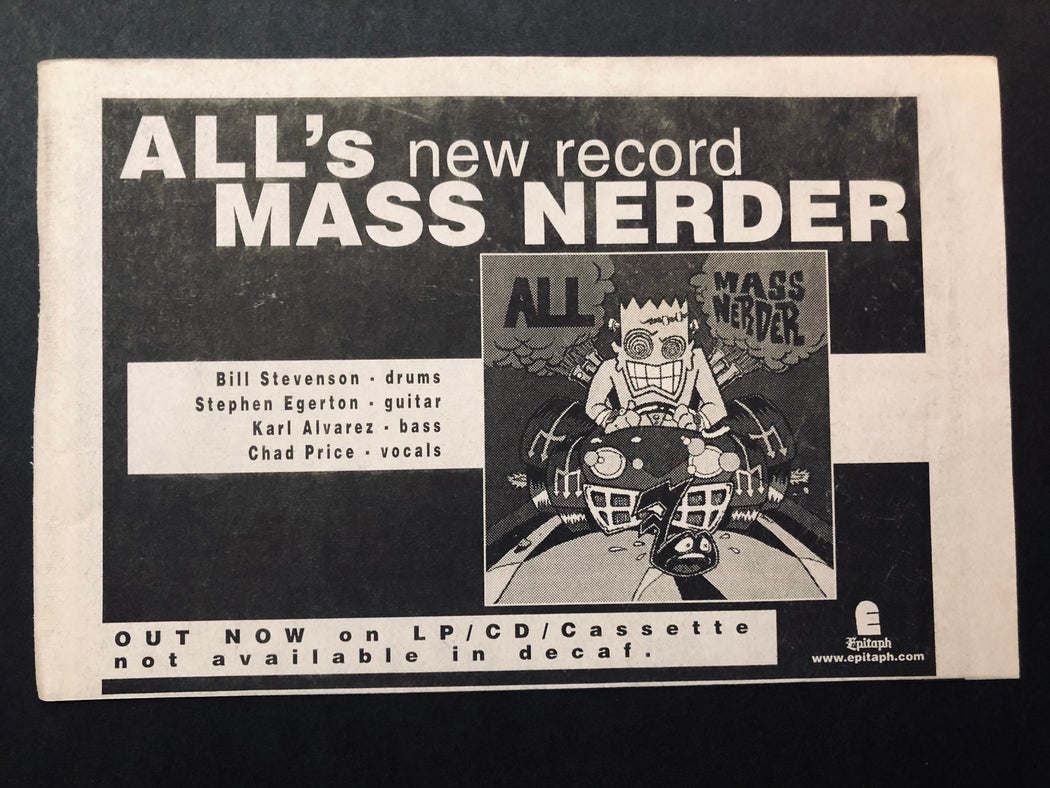 ALL's new record
MASS NERDER
ALL
MASS
NERDER
Bill Stevenson - drums
Stephen Egerton - guitar
Karl Alvarez - bass
Chad Price - vocals
OUT NOW on LP/CD/Cassette
not available in decaf.
Epitaph
www.epitaph.com